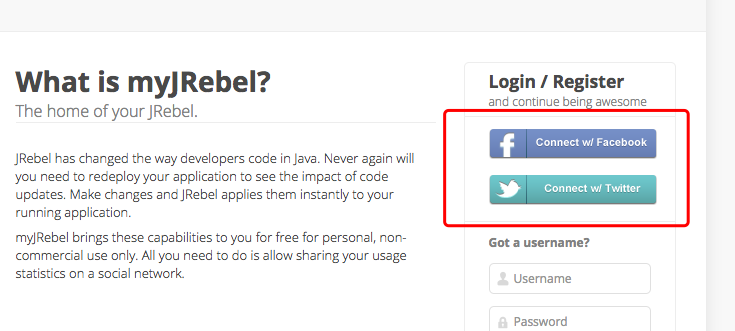 What is myJRebel?
The home of your JRebel.
JRebel has changed the way developers code in Java. Never again will
you need to redeploy your application to see the impact of code
updates. Make changes and JRebel applies them instantly to your
running application.
myJRebel brings these capabilities to you for free for personal, non-
commercial use only. All you need to do is allow sharing your usage
statistics on a social network.
Login / Register
and continue being awesome
f Connect w/ Facebook
Connect w/ Twitter
Got a username?
Username
Password